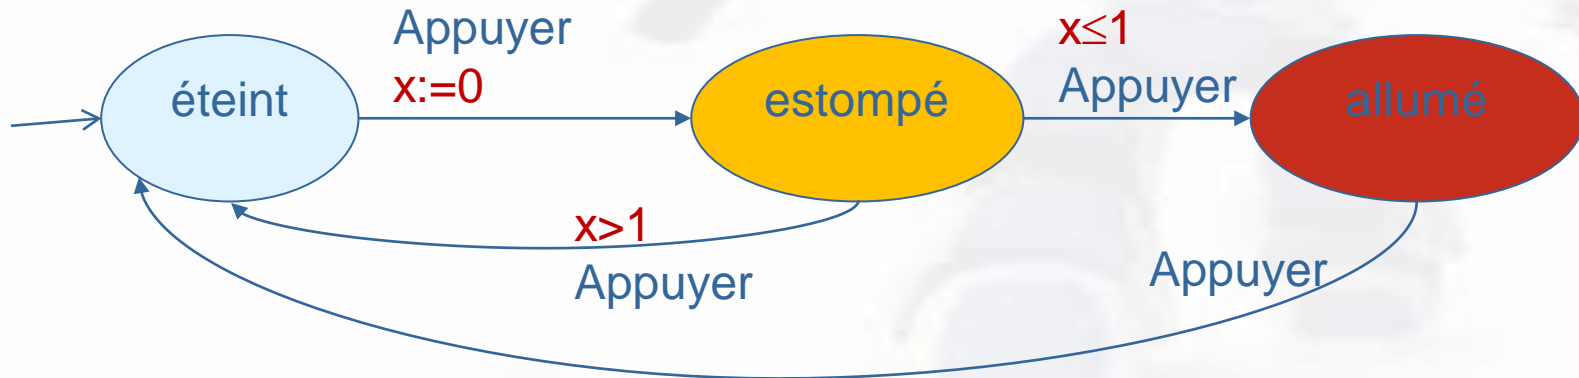 éteint
Appuyer
x:=0
estompé
x≤1
Appuyer
allumé
x>1
Appuyer
Appuyer